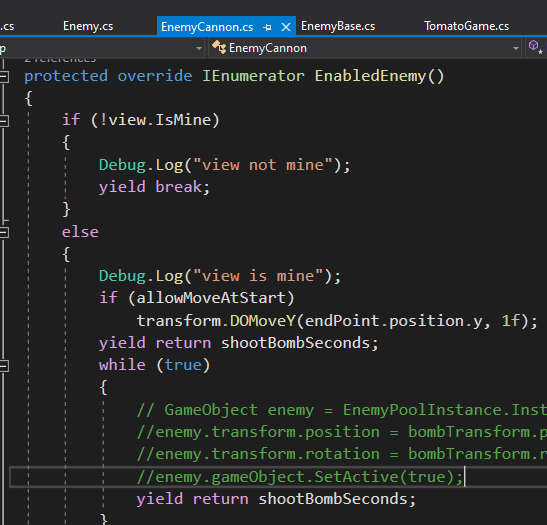 .cs Enemy.cs EnemyCannon.cs EnemyBase.cs TomatoGame.cs
EnemyCannon
2 references
protected override IEnumerator EnabledEnemy()
{
if (!view.IsMine)
{
Debug.Log("view not mine");
yield break;
}
else
{
Debug.Log("view is mine");
if (allowMoveAtStart)
transform.DOMoveY(endPoint.position.y, 1f);
yield return shootBombSeconds;
while (true)
{
// GameObject enemy = EnemyPoolInstance.Inst
//enemy.transform.position = bombTransform.p
//enemy.transform.rotation = bombTransform.r
//enemy.gameObject.SetActive(true);
yield return shootBombSeconds;
}